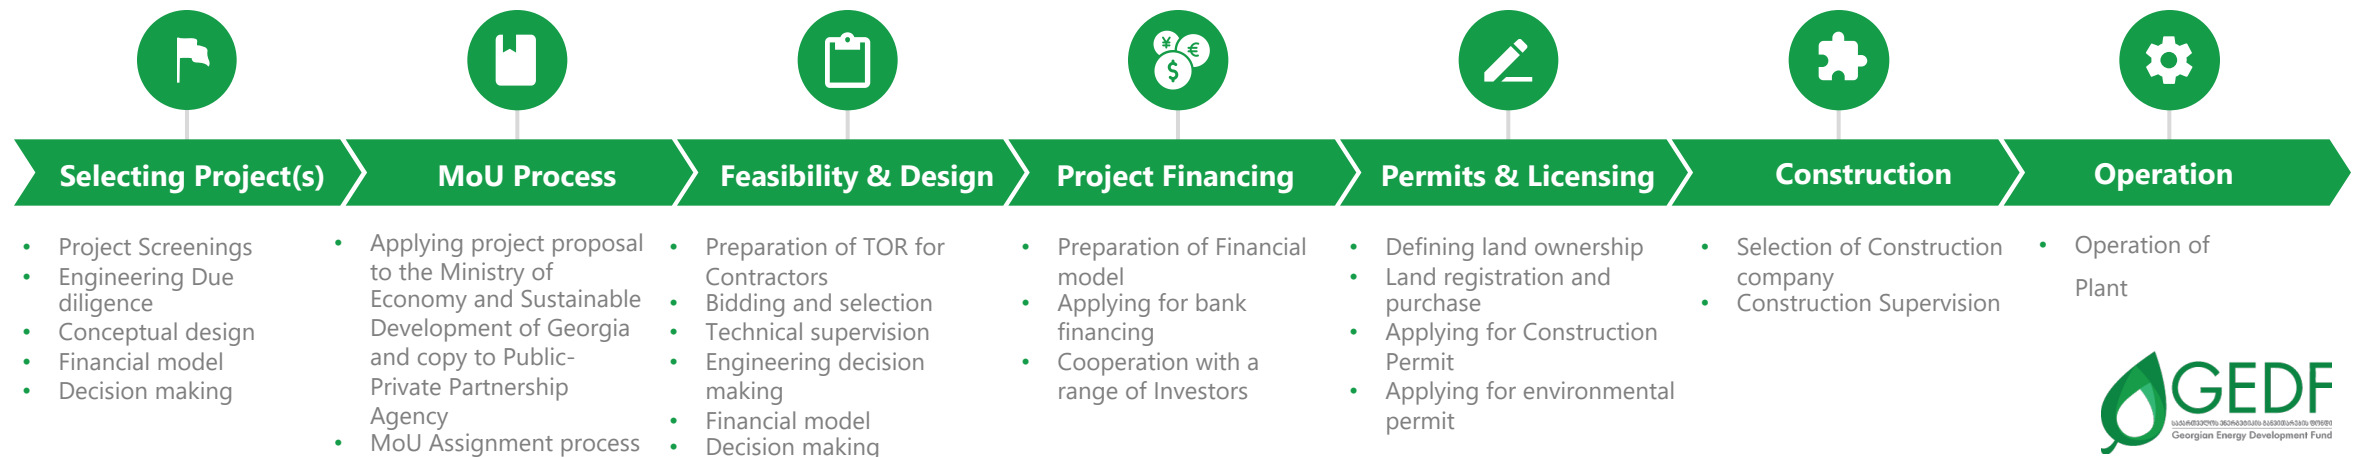 Selecting Project(s)
MoU Process
Feasibility & Design
Project Financing
Permits & Licensing
Construction
Operation
• Project Screenings
• Engineering Due
diligence
• Conceptual design
• Financial model
• Decision making
• Applying project proposal
to the Ministry of
Economy and Sustainable
Development of Georgia
and copy to Public-
Private Partnership
Agency
• MoU Assignment process
• Preparation of TOR for
Contractors
• Bidding and selection
• Technical supervision
• Engineering decision
making
• Financial model
• Decision making
• Preparation of Financial
model
• Applying for bank
financing
• Cooperation with a
range of Investors
• Defining land ownership
• Land registration and
purchase
• Applying for Construction
Permit
• Applying for environmental
permit
• Selection of Construction
company
• Construction Supervision
• Operation of
Plant
GEDF
საქართველოს ენერგეტიკის განვითარების ფონდი
Georgian Energy Development Fund